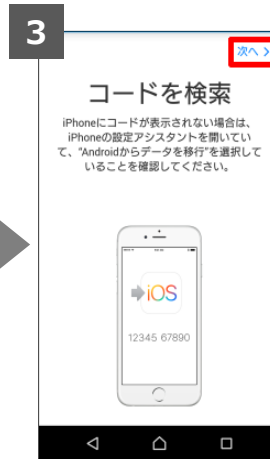 3
次へ >
コードを検索
iPhoneにコードが表示されない場合は、
iPhoneの設定アシスタントを開いてい
て、“Androidからデータを移行”を選択して
いることを確認してください。
iOS
12345 67890